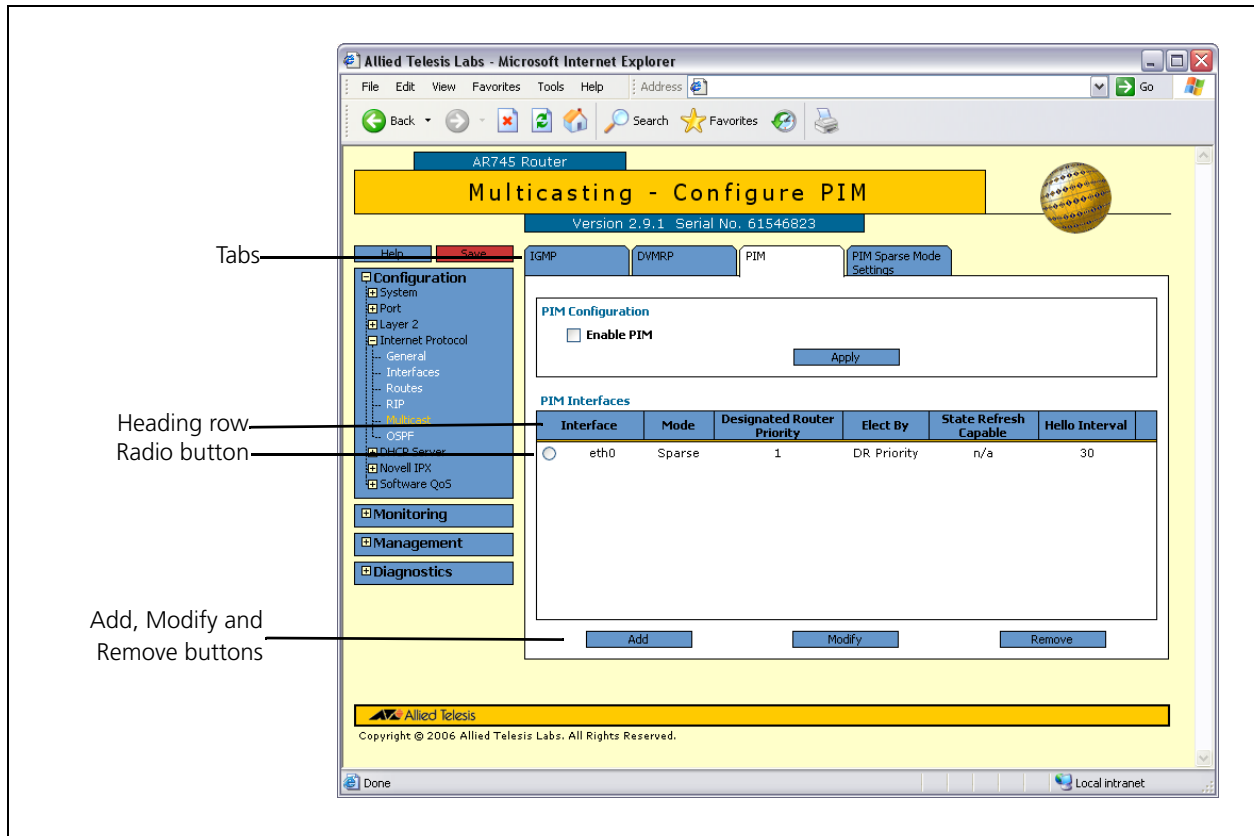 Allied Telesis Labs - Microsoft Internet Explorer
File Edit View Favorites Tools Help Address Go
Back Search Favorites
AR745 Router
Multicasting - Configure PIM
Version 2.9.1 Serial No. 61546823
Tabs
Help Save
IGMP DVMRP PIM PIM Sparse Mode Settings
Configuration
System
Port
Layer 2
Internet Protocol
General
Interfaces
Routes
RIP
Multicast
OSPF
DHCP Server
Novell IPX
Software QoS
Monitoring
Management
Diagnostics
PIM Configuration
Enable PIM
Apply
PIM Interfaces
Heading row
Interface Mode Designated Router Priority Elect By State Refresh Capable Hello Interval
Radio button
eth0 Sparse 1 DR Priority n/a 30
Add, Modify and
Remove buttons
Add Modify Remove
Allied Telesis
Copyright © 2006 Allied Telesis Labs. All Rights Reserved.
Done Local intranet